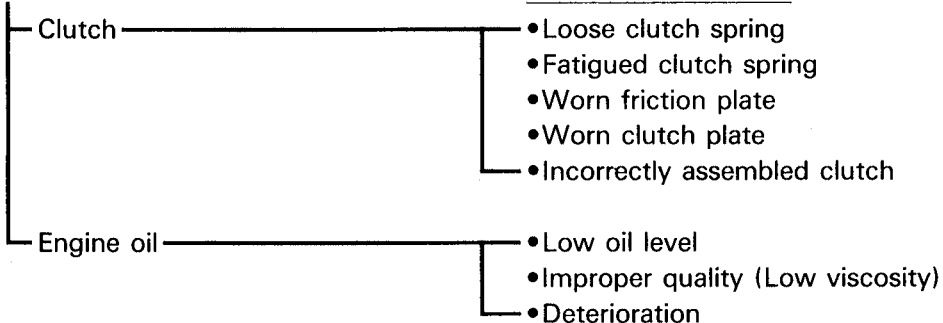 Clutch
•Loose clutch spring
•Fatigued clutch spring
•Worn friction plate
•Worn clutch plate
•Incorrectly assembled clutch
Engine oil
•Low oil level
•Improper quality (Low viscosity)
•Deterioration